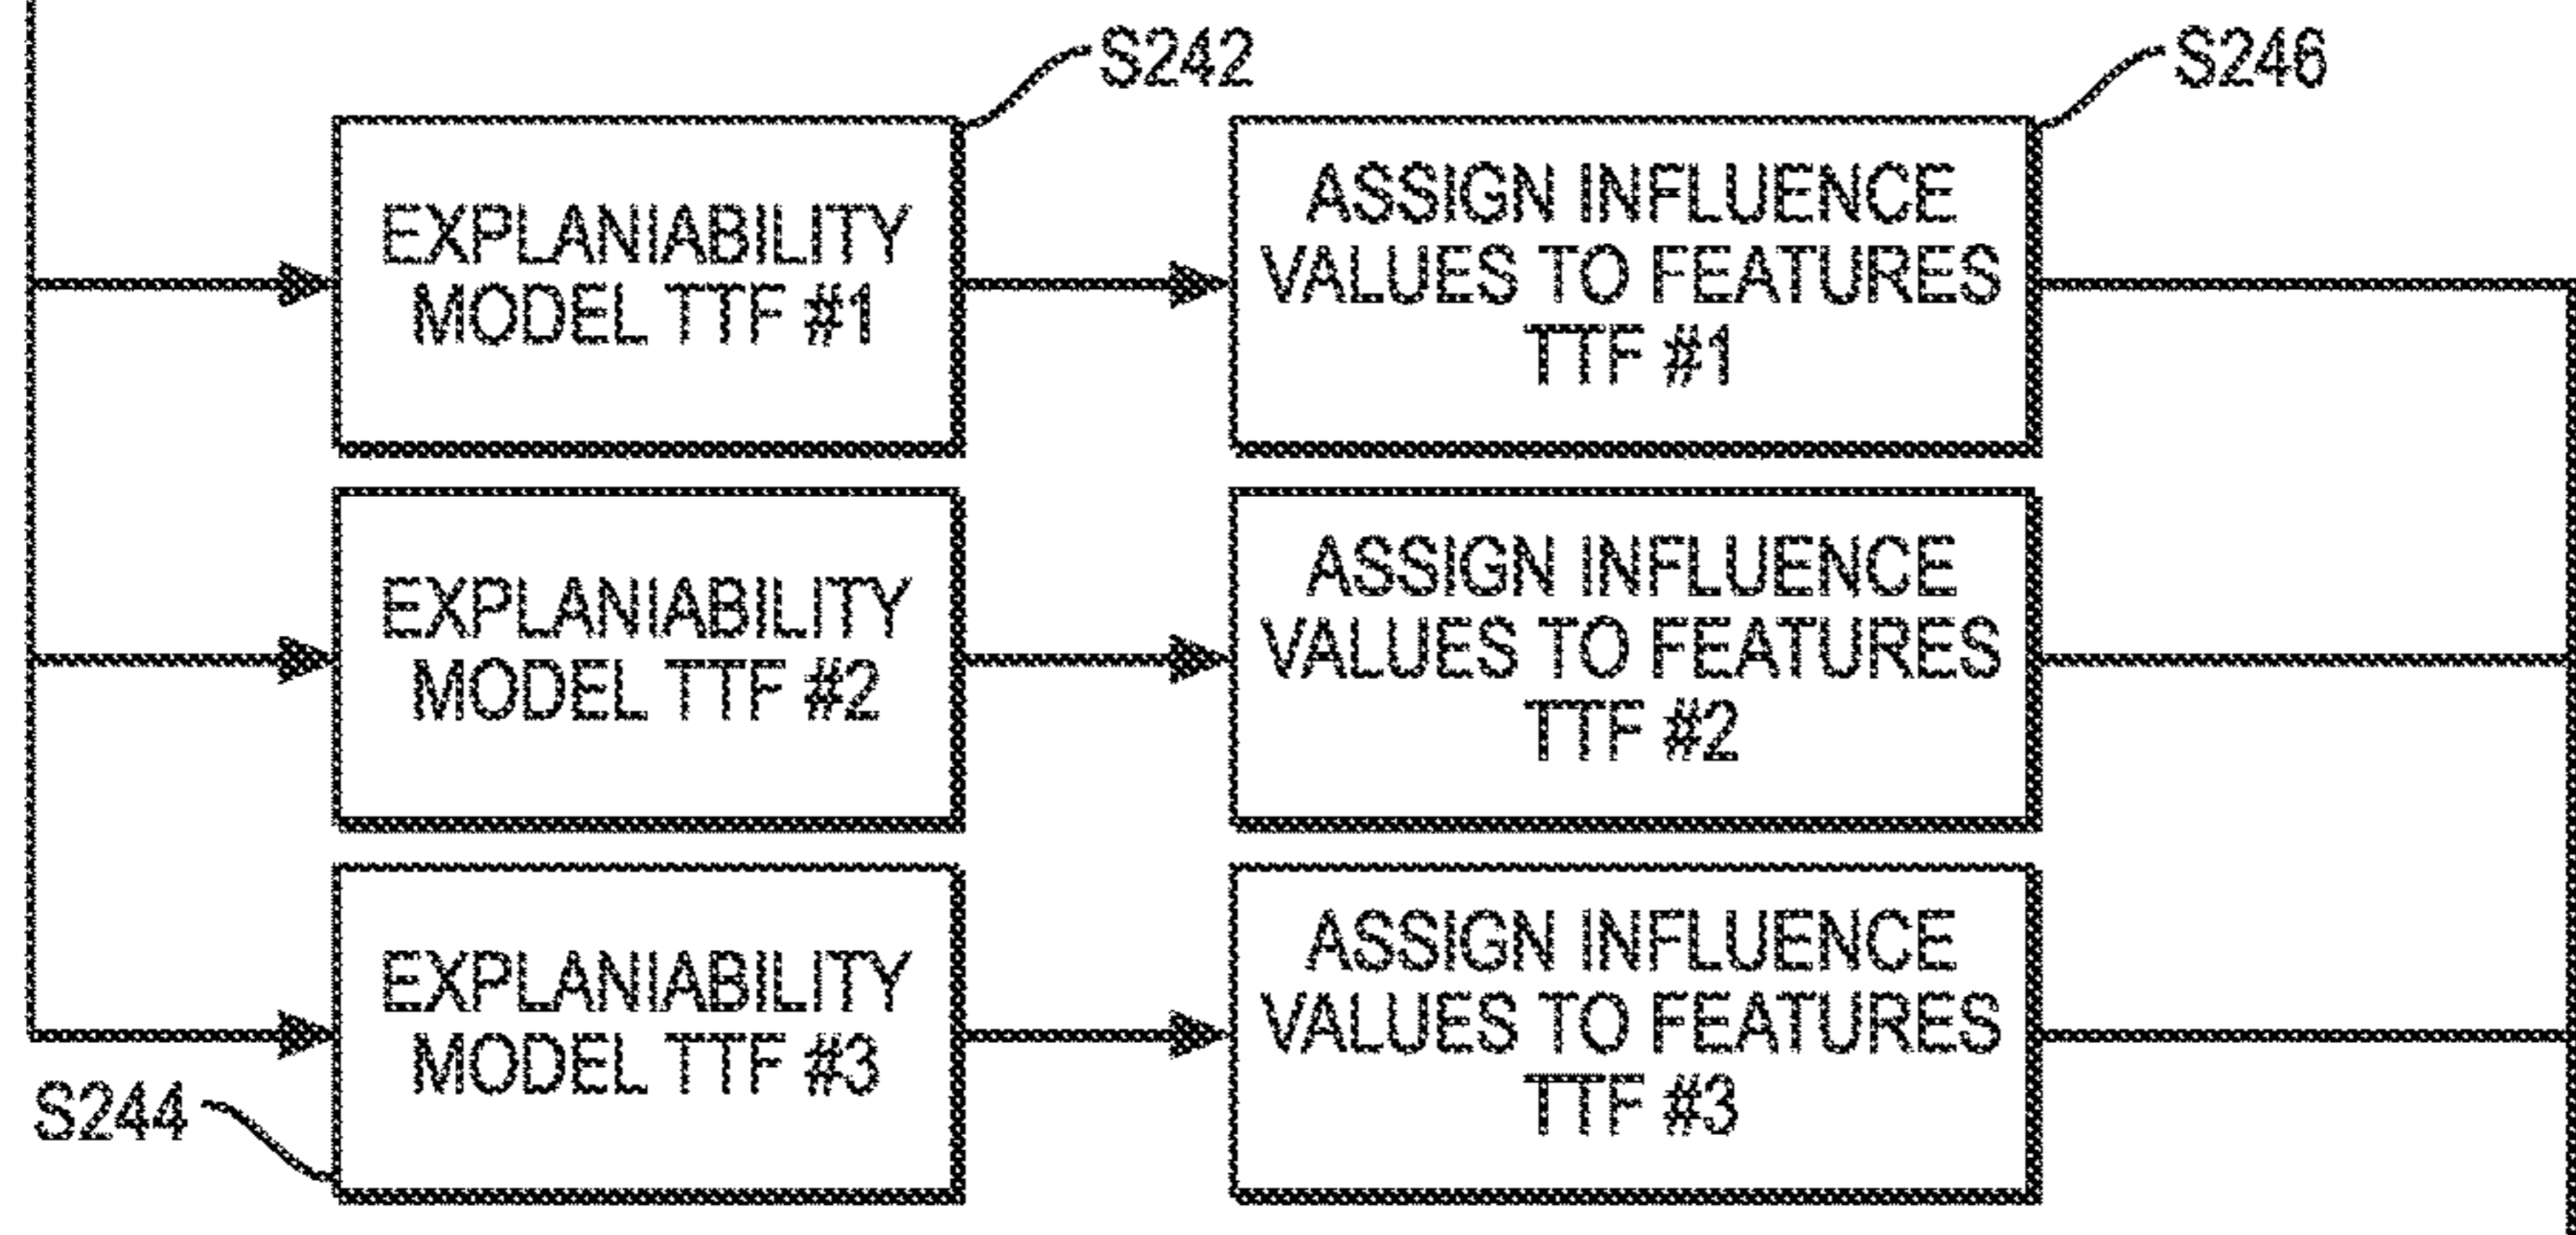 S242
S246
EXPLANIABILITY
MODEL TTF #1
ASSIGN INFLUENCE
VALUES TO FEATURES
TTF #1
EXPLANIABILITY
MODEL TTF #2
ASSIGN INFLUENCE
VALUES TO FEATURES
TTF #2
EXPLANIABILITY
MODEL TTF #3
ASSIGN INFLUENCE
VALUES TO FEATURES
TTF #3
S244